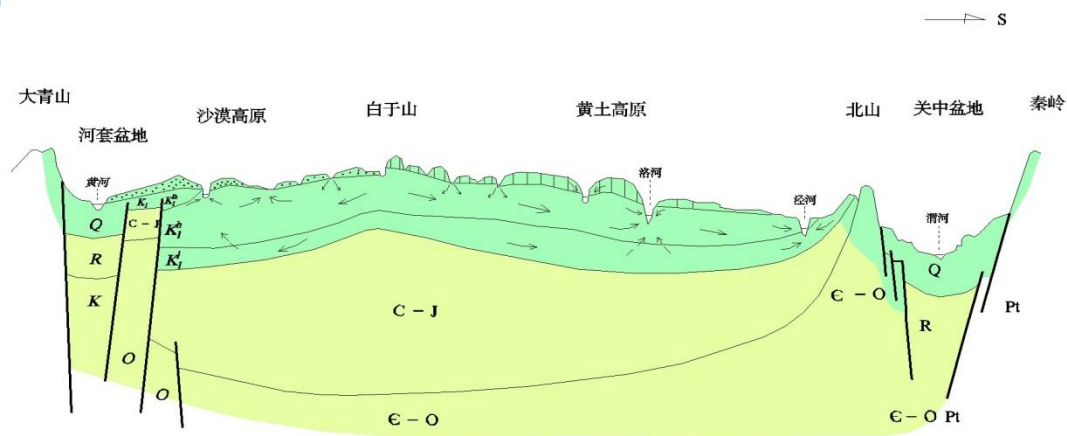 S
大青山
河套盆地
沙漠高原
白于山
黄土高原
北山
关中盆地
秦岭
黄河
洛河
泾河
渭河
Q
R
K
C-J
O
O
C-J
Є-O
Є-O
Q
R
Pt
Є-O Pt